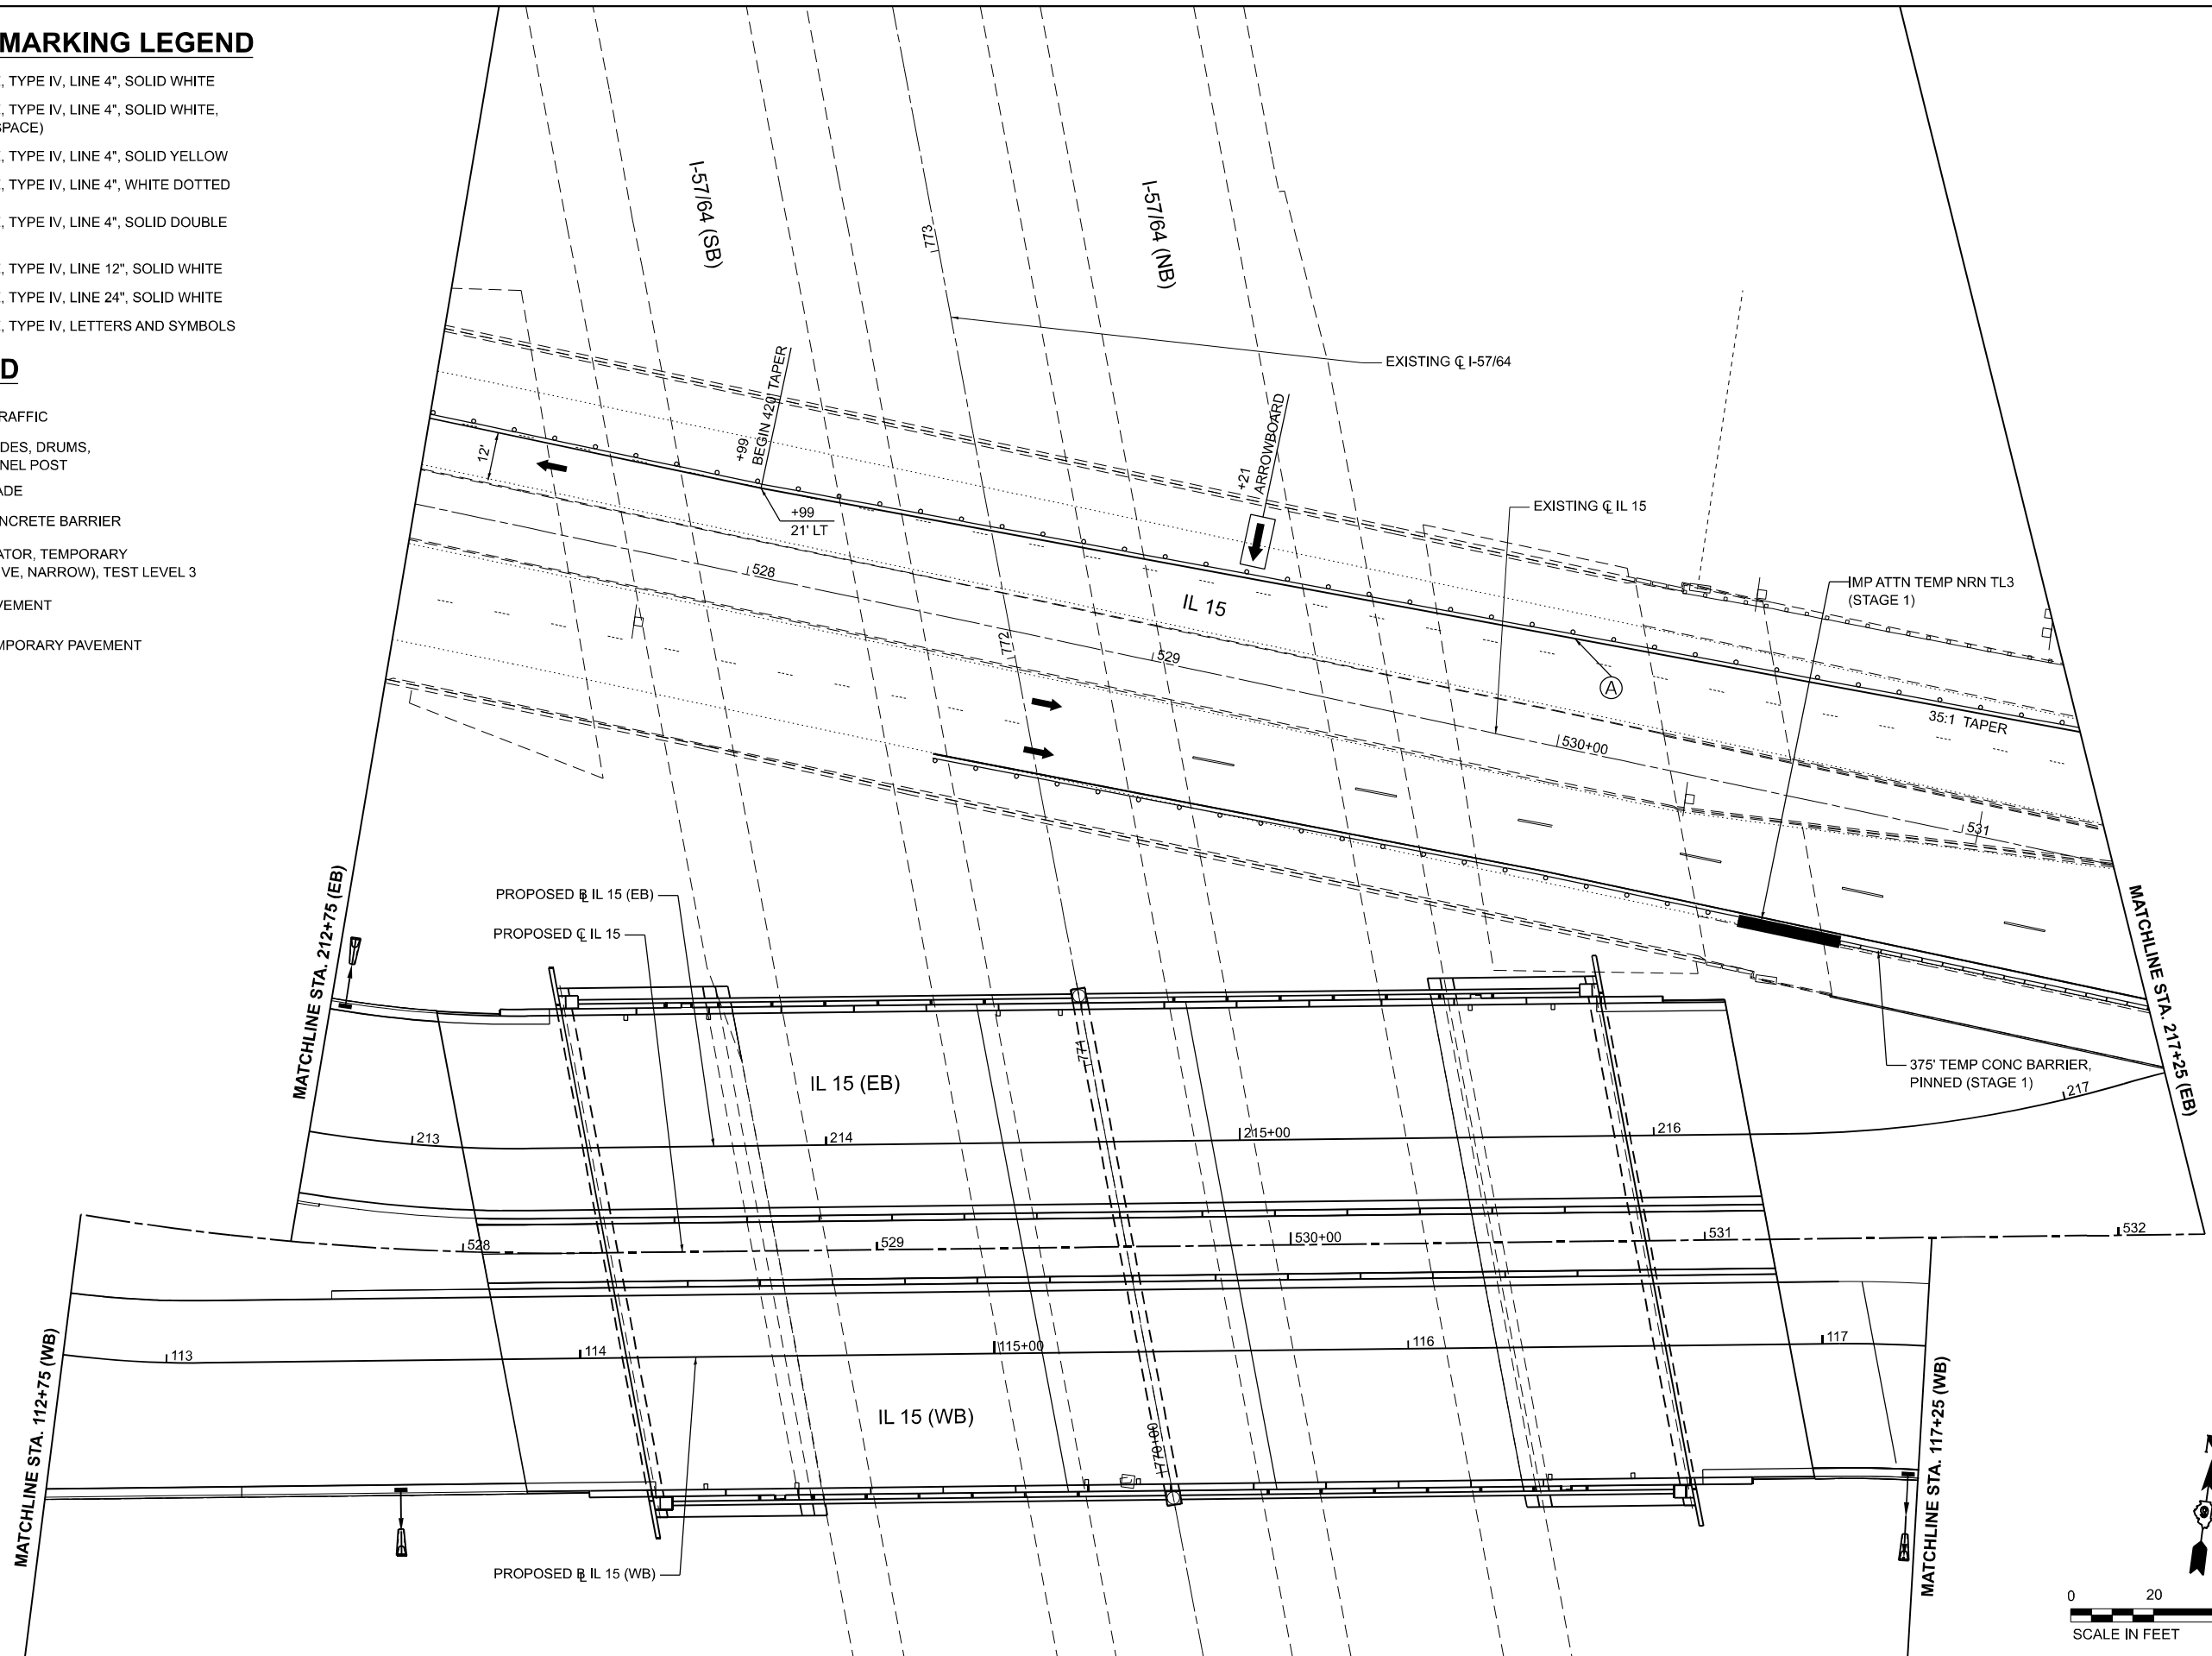 MARKING LEGEND
, TYPE IV, LINE 4", SOLID WHITE
, TYPE IV, LINE 4", SOLID WHITE,
SPACE)
, TYPE IV, LINE 4", SOLID YELLOW
, TYPE IV, LINE 4", WHITE DOTTED
, TYPE IV, LINE 4", SOLID DOUBLE
, TYPE IV, LINE 12", SOLID WHITE
, TYPE IV, LINE 24", SOLID WHITE
, TYPE IV, LETTERS AND SYMBOLS
D
RAFFIC
DES, DRUMS,
NEL POST
ADE
NCRETE BARRIER
ATOR, TEMPORARY
VE, NARROW), TEST LEVEL 3
VEMENT
MPORARY PAVEMENT
I-57/64 (SB)
773
I-57/64 (NB)
EXISTING ℄ I-57/64
+99
BEGIN 420' TAPER
12'
+99
21' LT
+21
ARROWBOARD
EXISTING ℄ IL 15
IMP ATTN TEMP NRN TL3
(STAGE 1)
528
IL 15
772
529
A
35:1 TAPER
530+00
531
MATCHLINE STA. 212+75 (EB)
MATCHLINE STA. 217+25 (EB)
PROPOSED ⅊ IL 15 (EB)
PROPOSED ℄ IL 15
771
IL 15 (EB)
375' TEMP CONC BARRIER,
PINNED (STAGE 1)
213
214
215+00
216
217
528
529
530+00
531
532
113
114
115+00
116
117
MATCHLINE STA. 112+75 (WB)
MATCHLINE STA. 117+25 (WB)
IL 15 (WB)
770+00
PROPOSED ⅊ IL 15 (WB)
0 20
SCALE IN FEET